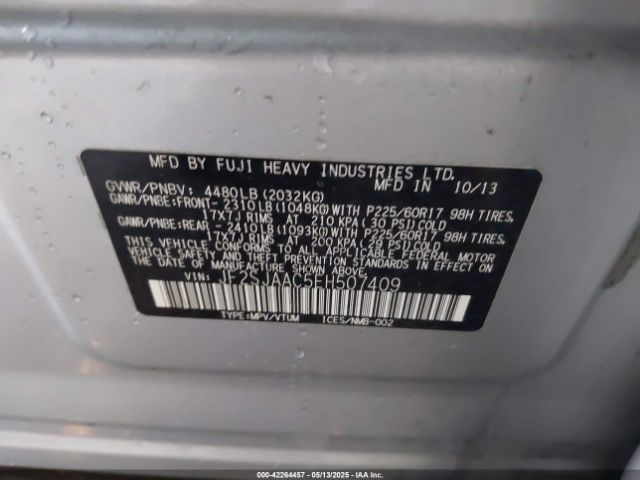 MFD BY FUJI HEAVY INDUSTRIES LTD.
MFD IN 10/13
GVWR/PNBV: 4480LB(2032KG)
GAWR/PNBE:FRONT- 2310LB(1048KG)WITH P225/60R17 98H TIRES,
17X7J RIMS AT 210 KPA(30 PSI)COLD
GAWR/PNBE:REAR -2410LB(1093KG)WITH P225/60R17 98H TIRES,
17X7J RIMS AT 200 KPA(29 PSI)COLD
THIS VEHICLE CONFORMS TO ALL APPLICABLE FEDERAL MOTOR
VEHICLE SAFETY AND THEFT PREVENTION STANDARDS IN EFFECT
ON THE DATE OF MANUFACTURE SHOWN ABOVE.
VIN: JF2SJAAC5EH507409
TYPE:MPV/VTUM ICES/NMB-002
000-42264457 - 05/13/2025 - IAA, Inc.